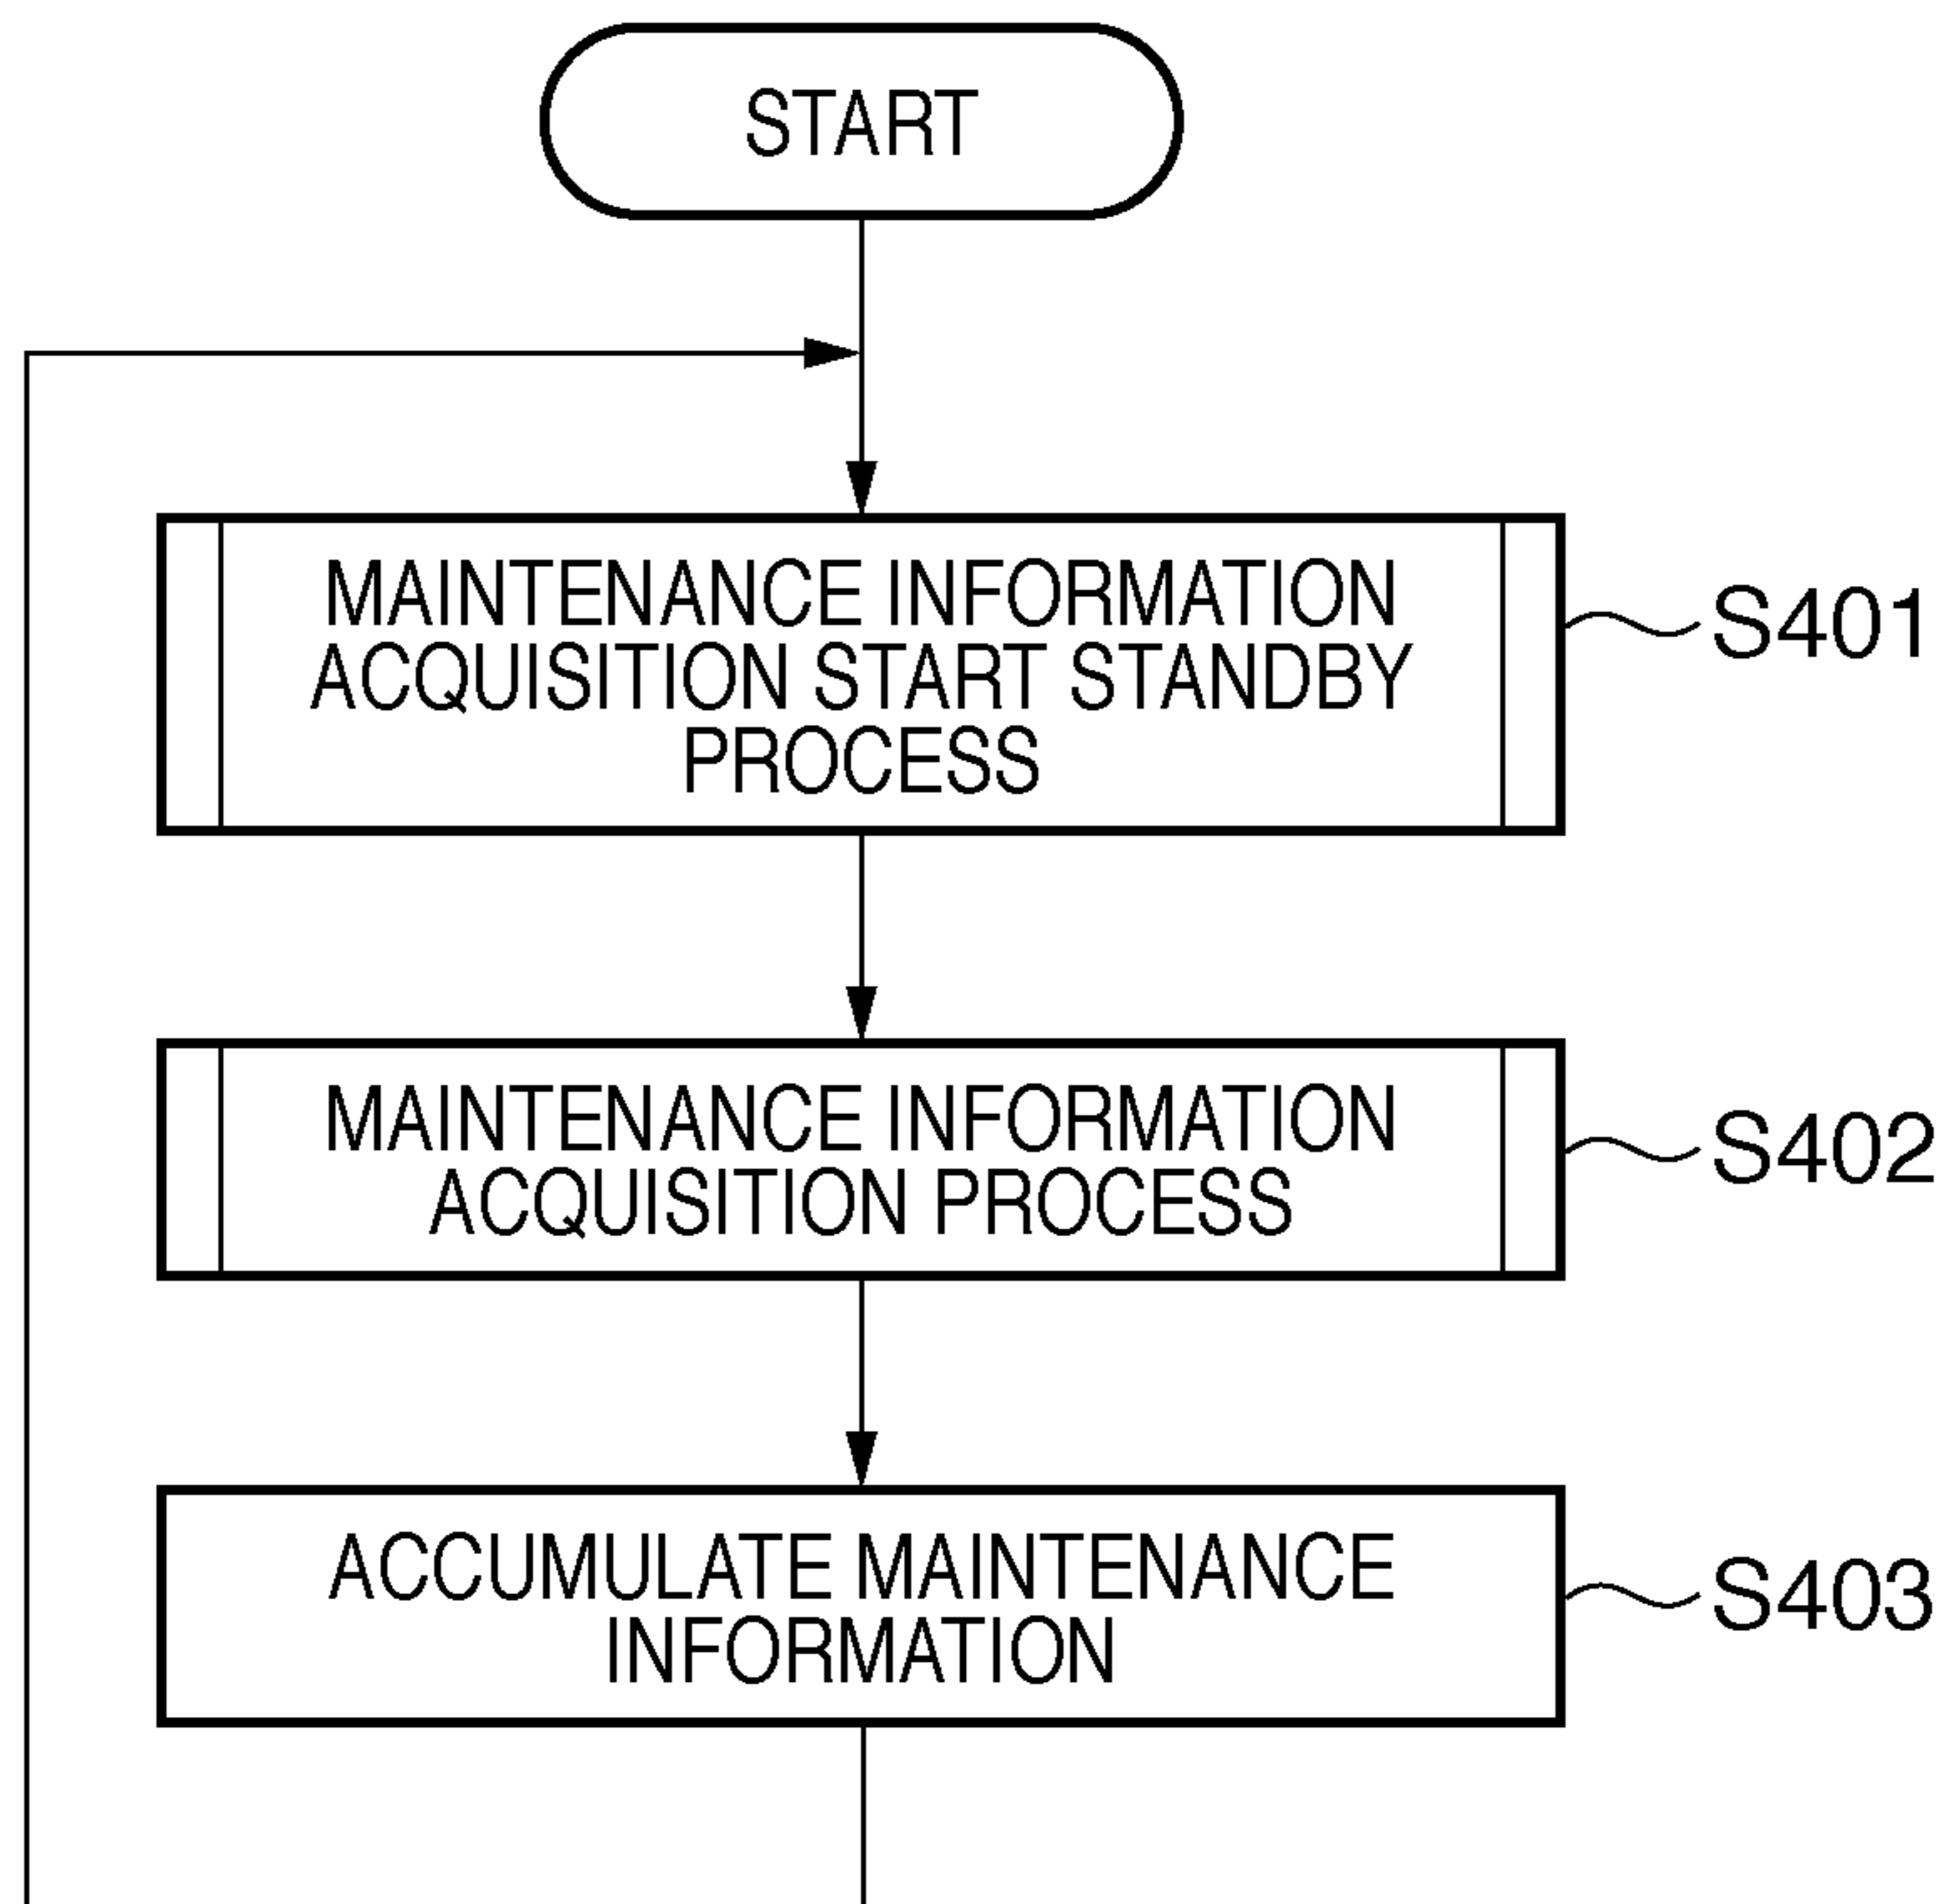 START
MAINTENANCE INFORMATION
ACQUISITION START STANDBY
PROCESS
S401
MAINTENANCE INFORMATION
ACQUISITION PROCESS
S402
ACCUMULATE MAINTENANCE
INFORMATION
S403